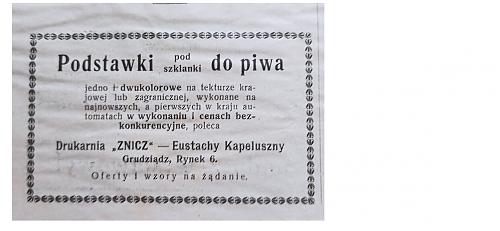 Podstawki pod szklanki do piwa
jedno i dwukolorowe na tekturze kra-
jowej lub zagranicznej, wykonane na
najnowszych, a pierwszych w kraju au-
tomatach w wykonaniu i cenach bez-
konkurencyjne, poleca
Drukarnia „ZNICZ" — Eustachy Kapeluszny
Grudziądz, Rynek 6.
Oferty i wzory na żądanie.